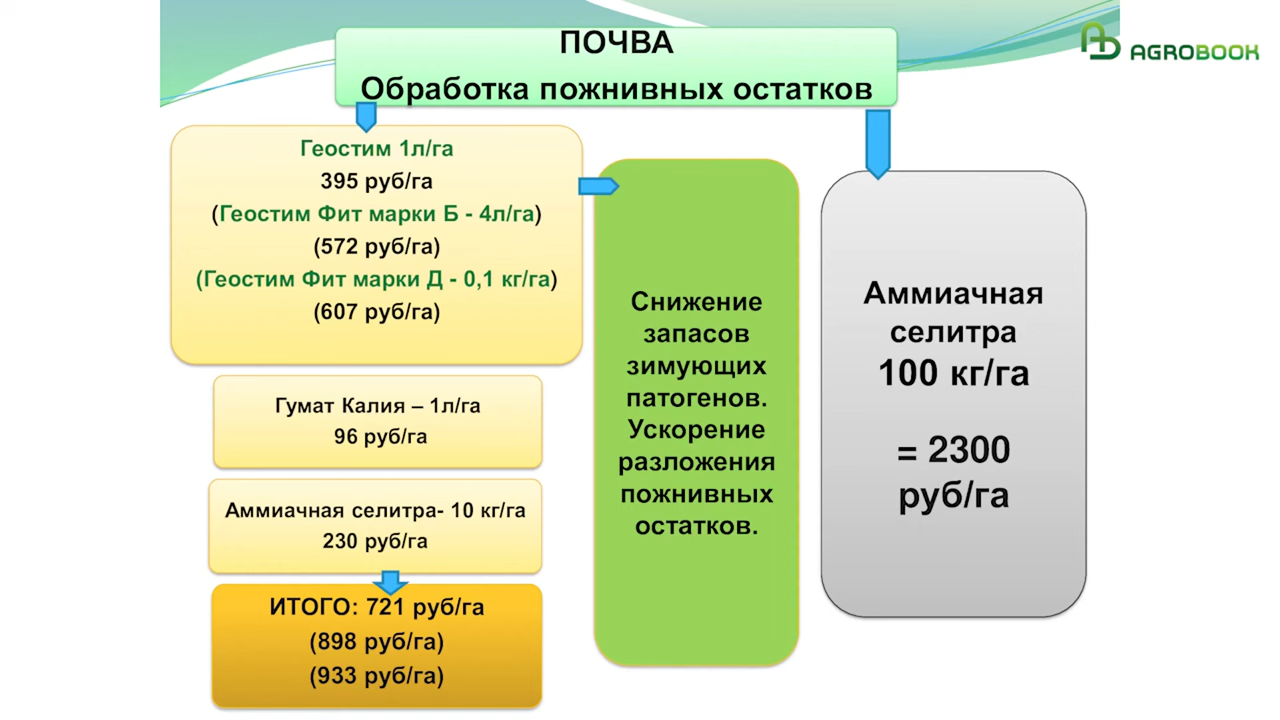 ПОЧВА
Обработка пожнивных остатков
AGROBOOK
Геостим 1л/га
395 руб/га
(Геостим Фит марки Б - 4л/га)
(572 руб/га)
(Геостим Фит марки Д - 0,1 кг/га)
(607 руб/га)
Гумат Калия – 1л/га
96 руб/га
Аммиачная селитра- 10 кг/га
230 руб/га
ИТОГО: 721 руб/га
(898 руб/га)
(933 руб/га)
Снижение
запасов
зимующих
патогенов.
Ускорение
разложения
пожнивных
остатков.
Аммиачная
селитра
100 кг/га
= 2300
руб/га